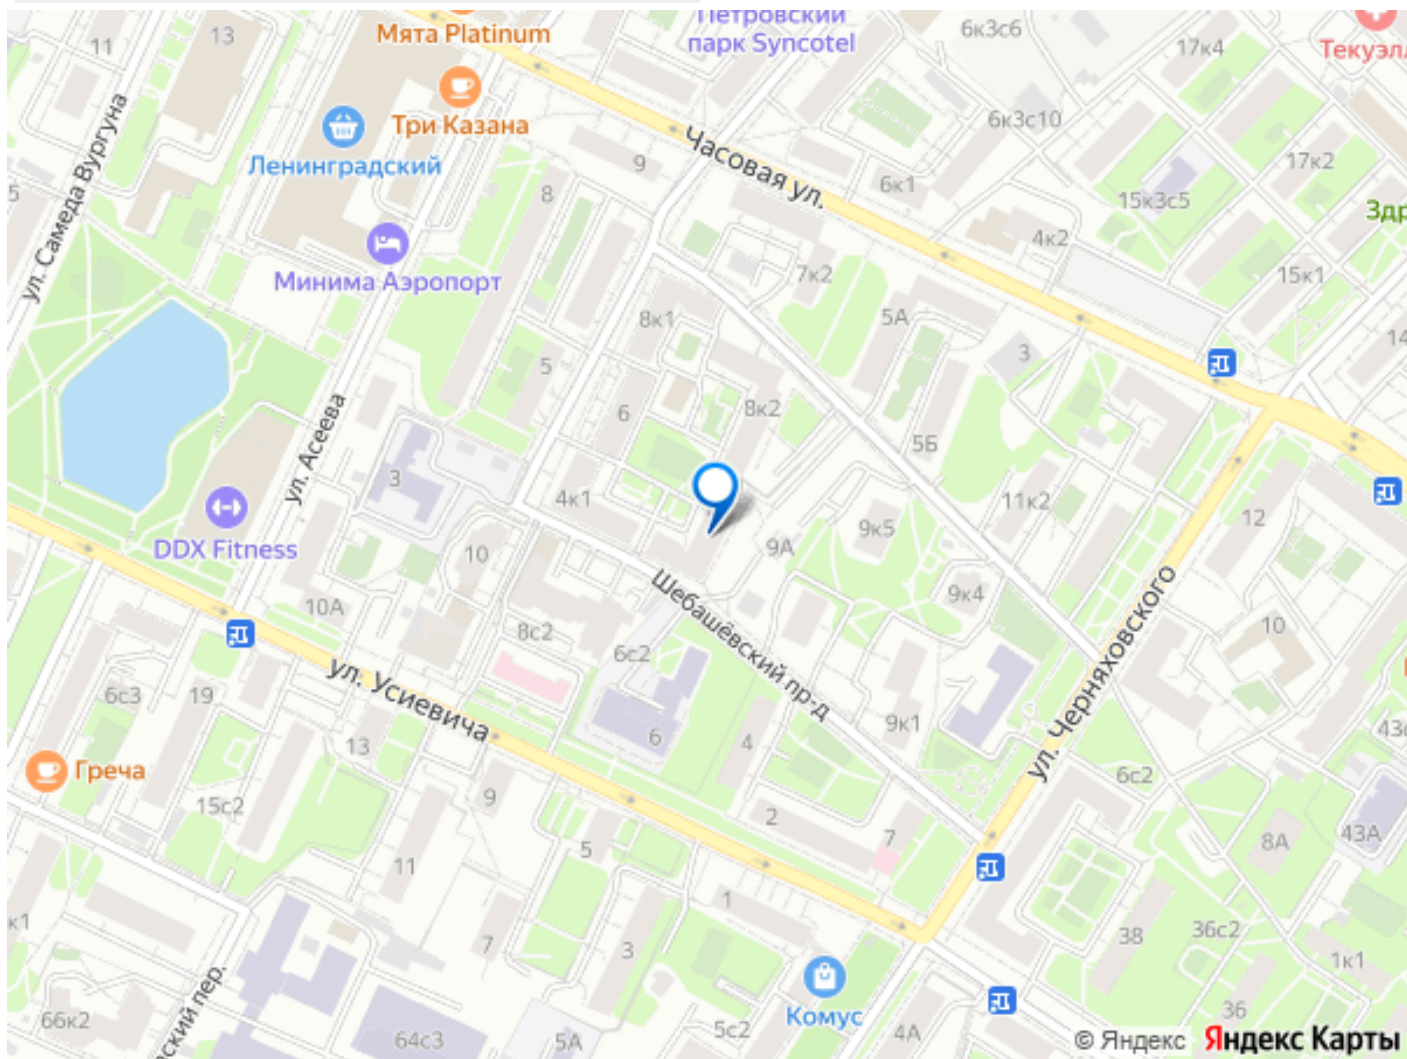 Петровский
парк Syncotel
Мята Platinum
Три Казана
Ленинградский
Минима Аэропорт
Часовая ул.
ул. Самеда Вургуна
ул. Асеева
DDX Fitness
ул. Усиевича
Шебашёвский пр-д
ул. Черняховского
Греча
Комус
11
13
6к3с6
17к4
6к3с10
17к2
15к3с5
9
8
6к1
4к2
15к1
7к2
5А
3
14
8к1
5
6
8к2
5Б
3
4к1
11к2
12
9к5
10
9А
9к4
10А
8с2
6с2
10
6с3
19
6
4
9к1
13
6с2
15с2
9
2
7
8А
43А
11
5
1
38
36с2
7
3
1к1
36
66к2
64с3
5А
5с2
4А
© Яндекс Яндекс Карты